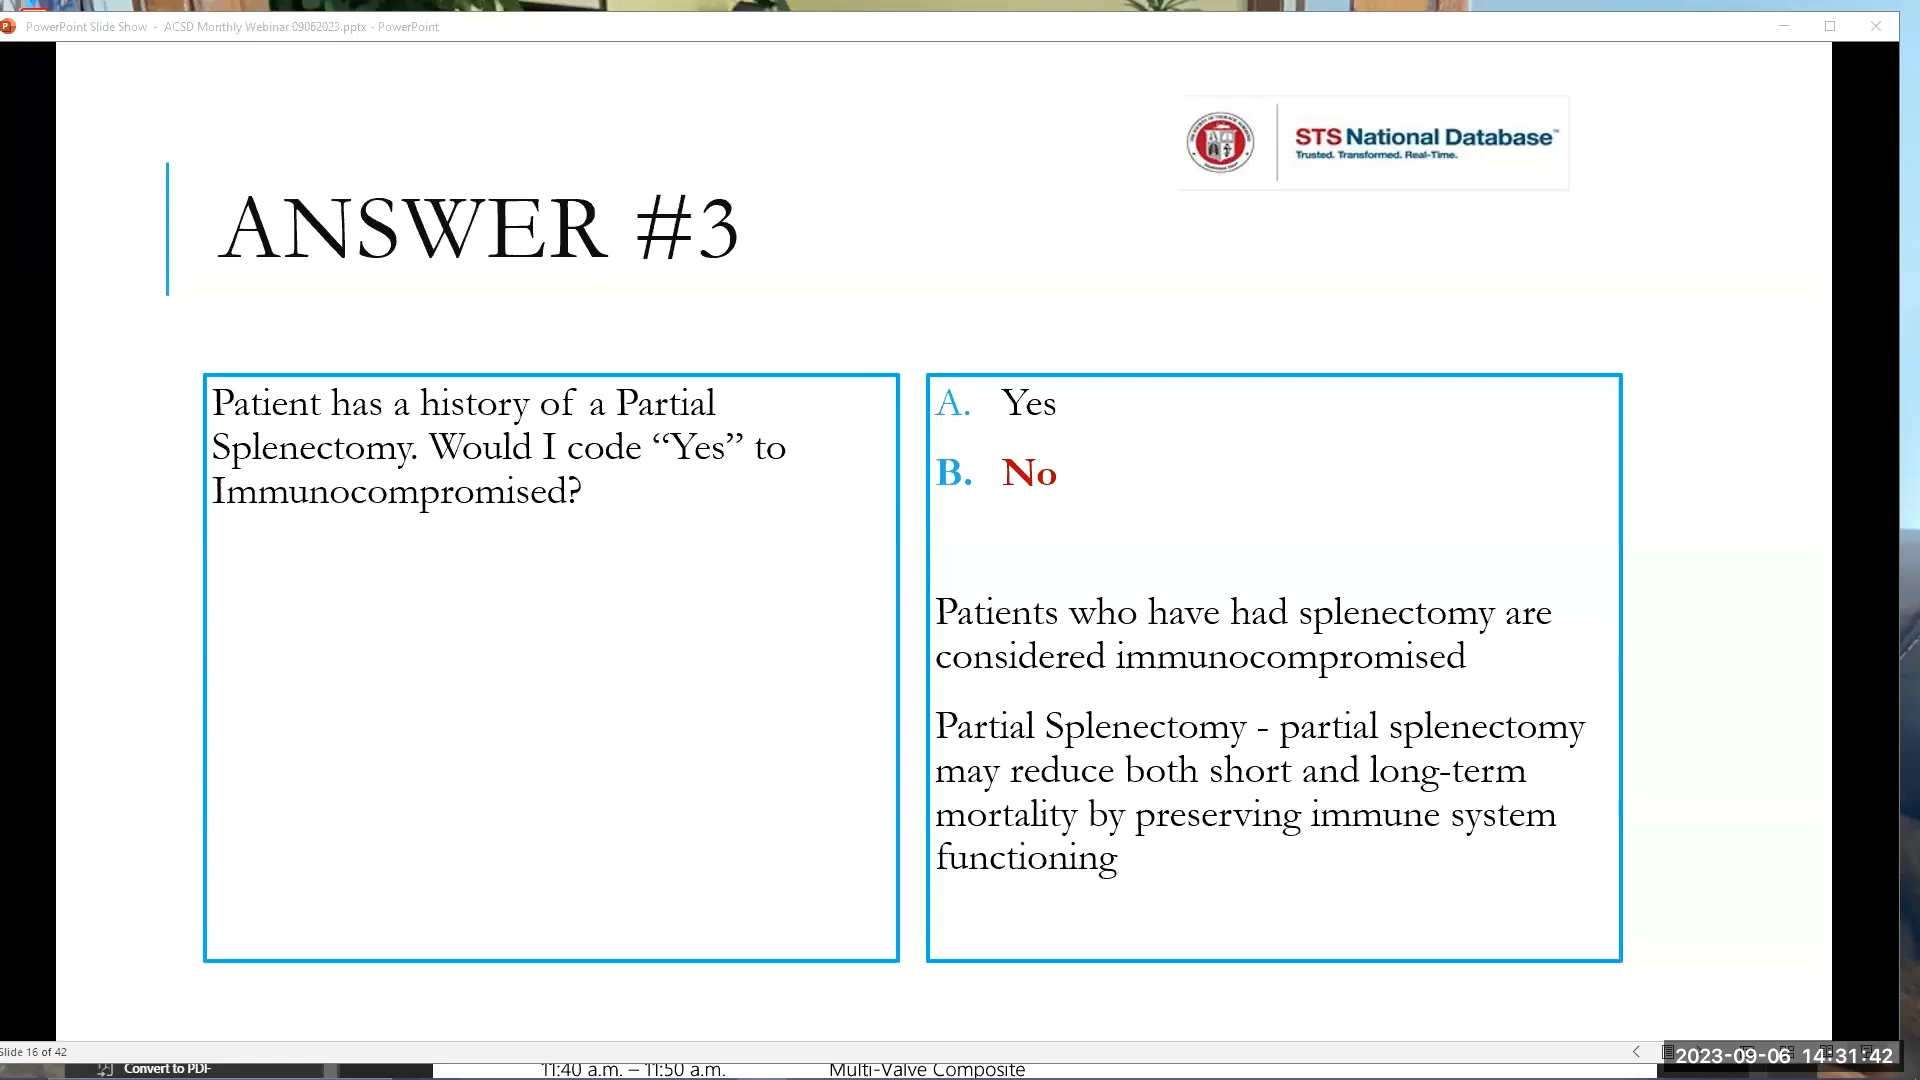 PowerPoint Slide Show - ACSD Monthly Webinar 09062023.pptx - PowerPoint
STS National Database™
Trusted. Transformed. Real-Time.
ANSWER #3
Patient has a history of a Partial
Splenectomy. Would I code “Yes” to
Immunocompromised?
A. Yes
B. No
Patients who have had splenectomy are
considered immunocompromised
Partial Splenectomy - partial splenectomy
may reduce both short and long-term
mortality by preserving immune system
functioning
Slide 16 of 42
2023-09-06 14:31:42
Convert to PDF
11:40 a.m. – 11:50 a.m.
Multi-Valve Composite